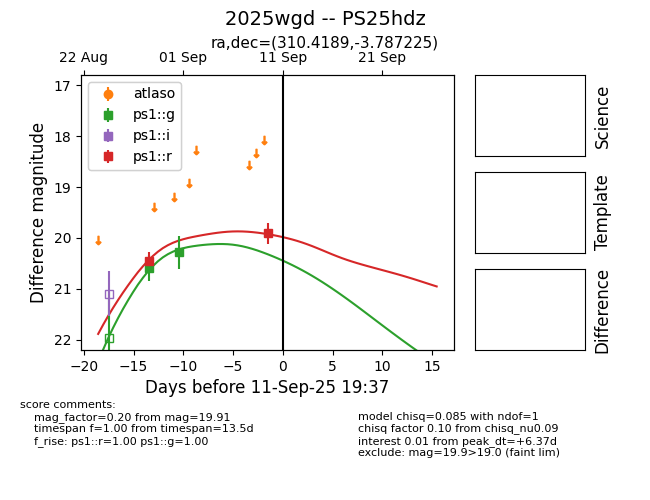 2025wgd -- PS25hdz
ra,dec=(310.4189,-3.787225)
22 Aug 01 Sep 11 Sep 21 Sep
atlaso
ps1::g
ps1::i
ps1::r
17
18
19
20
21
22
Difference magnitude
−20 −15 −10 −5 0 5 10 15
Days before 11-Sep-25 19:37
Science
Template
Difference
score comments:
mag_factor=0.20 from mag=19.91
timespan f=1.00 from timespan=13.5d
f_rise: ps1::r=1.00 ps1::g=1.00
model chisq=0.085 with ndof=1
chisq factor 0.10 from chisq_nu0.09
interest 0.01 from peak_dt=+6.37d
exclude: mag=19.9>19.0 (faint lim)